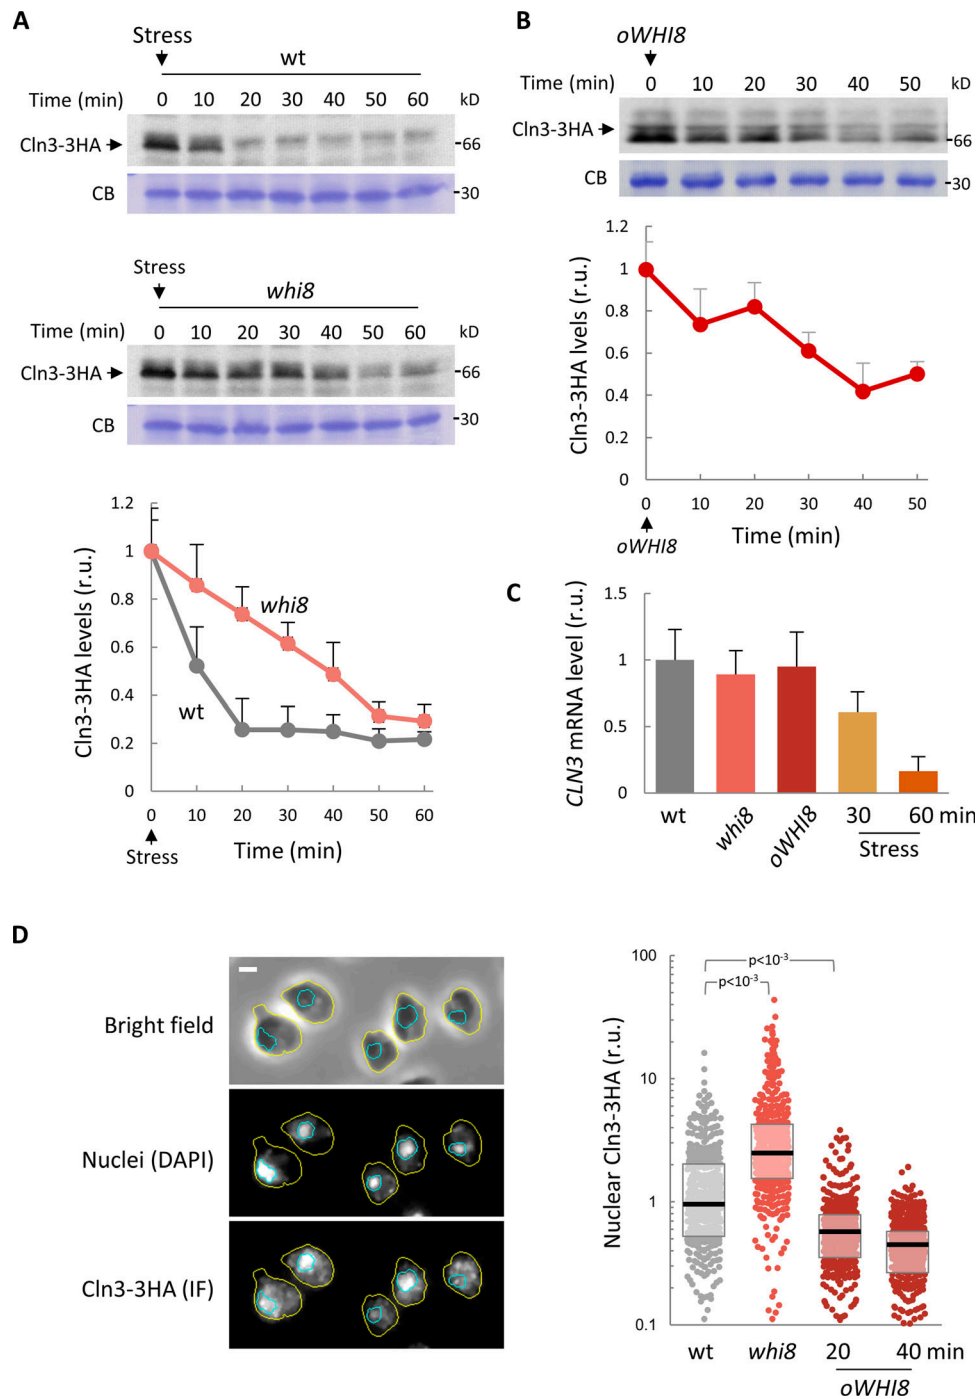 A
Stress
wt
Time (min) 0 10 20 30 40 50 60 kD
Cln3-3HA
66
CB
30
Stress
whi8
Time (min) 0 10 20 30 40 50 60 kD
Cln3-3HA
66
CB
30
1.2
1
0.8
0.6
0.4
0.2
0
Cln3-3HA levels (r.u.)
whi8
wt
0 10 20 30 40 50 60
Stress
Time (min)
B
oWHI8
Time (min) 0 10 20 30 40 50 kD
Cln3-3HA
66
CB
30
1.2
1
0.8
0.6
0.4
0.2
0
Cln3-3HA lvels (r.u.)
0 10 20 30 40 50
oWHI8
Time (min)
C
CLN3 mRNA level (r.u.)
1.5
1
0.5
0
wt whi8 oWHI8 30 60 min
Stress
D
Bright field
Nuclei (DAPI)
Cln3-3HA (IF)
Nuclear Cln3-3HA (r.u.)
100
10
1
0.1
p<10-3
p<10-3
wt whi8 20 40 min
oWHI8